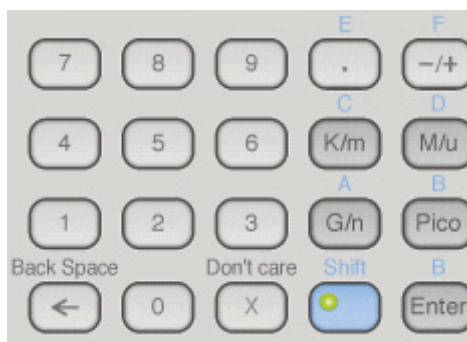 E F
7 8 9 . −/+
C D
4 5 6 K/m M/u
A B
1 2 3 G/n Pico
Back Space Don't care Shift B
← 0 X Enter